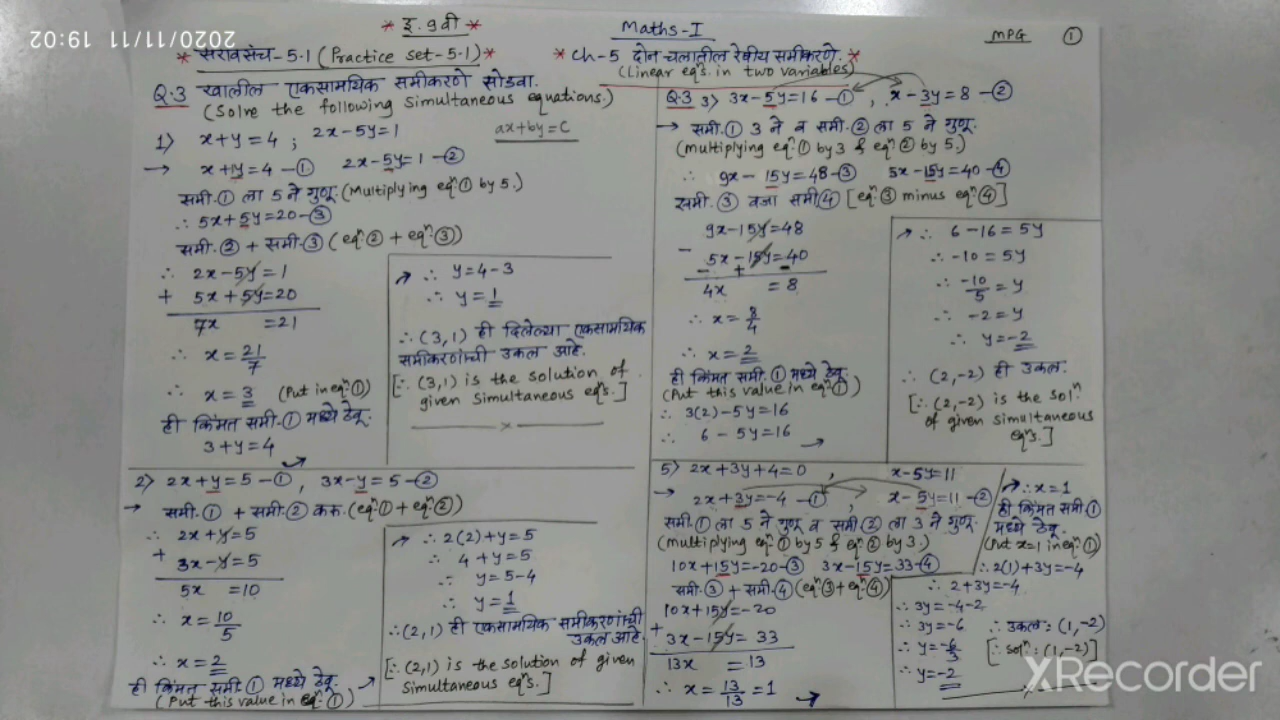 2020/11/11 19:02
* इ. 9वी *
Maths-I
MPG ①
* सरावसंच-5.1 (Practice set-5.1) *
* Ch-5 दोन चलातील रेषीय समीकरणे. *
(Linear eqⁿs. in two variables)
Q.3 खालील एकसामयिक समीकरणे सोडवा.
(Solve the following simultaneous equations.)
1) x+y=4 ; 2x-5y=1
ax+by=c
→ x+y=4-① 2x-5y=1-②
समी.① ला 5 ने गुणू. (Multiplying eqⁿ.① by 5.)
∴ 5x+5y=20-③
समी.② + समी.③ (eqⁿ.② + eqⁿ.③)
∴ 2x-5y=1
+ 5x+5y=20
7x =21
∴ x=21/7
∴ x=3 (Put in eqⁿ.①)
ही किंमत समी.① मध्ये ठेवू.
3+y=4
∴ y=4-3
∴ y=1
∴(3,1) ही दिलेल्या एकसामयिक
समीकरणांची उकल आहे.
[∴ (3,1) is the solution of
given simultaneous eqⁿs.]
x
2) 2x+y=5-①, 3x-y=5-②
→ समी.① + समी.② करू. (eqⁿ.①+eqⁿ.②)
∴ 2x+y=5
+ 3x-y=5
5x =10
∴ x=10/5
∴ x=2
ही किंमत समी.① मध्ये ठेवू.
(Put this value in eqⁿ.①)
∴ 2(2)+y=5
∴ 4+y=5
∴ y=5-4
∴ y=1
∴(2,1) ही एकसामयिक समीकरणांची
उकल आहे.
[∴(2,1) is the solution of given
simultaneous eqⁿs.]
Q.3 3) 3x-5y=16-①, x-3y=8-②
→ समी.① 3 ने व समी.② ला 5 ने गुणू.
(multiplying eqⁿ.① by 3 & eqⁿ.② by 5.)
∴ 9x-15y=48-③ 5x-15y=40-④
समी.③ वजा समी④ [eqⁿ.③ minus eqⁿ.④]
9x-15y=48
- 5x-15y=40
- + -
4x =8
∴ x=8/4
∴ x=2
ही किंमत समी.① मध्ये ठेवू.
(Put this value in eqⁿ.①)
∴ 3(2)-5y=16
∴ 6-5y=16
∴ 6-16=5y
∴ -10=5y
∴ -10/5=y
∴ -2=y
∴ y=-2
∴ (2,-2) ही उकल.
[∴ (2,-2) is the solⁿ.
of given simultaneous
eqⁿs.]
5) 2x+3y+4=0 , x-5y=11
→ 2x+3y=-4 -①, x-5y=11-②
समी.① ला 5 ने गुणू व समी.② ला 3 ने गुणू.
(multiplying eqⁿ.① by 5 & eqⁿ.② by 3.)
10x+15y=-20-③ 3x-15y=33-④
समी.③ + समी.④ (eqⁿ.③+eqⁿ.④)
10x+15y=-20
+ 3x-15y=33
13x =13
∴ x=13/13=1
∴x=1
ही किंमत समी①
मध्ये ठेवू.
(Put x=1 in eqⁿ.①)
∴2(1)+3y=-4
∴ 2+3y=-4
∴ 3y=-4-2
∴ 3y=-6
∴ y=-6/3
∴ y=-2
∴ उकल: (1,-2)
[∴ solⁿ: (1,-2)]
XRecorder